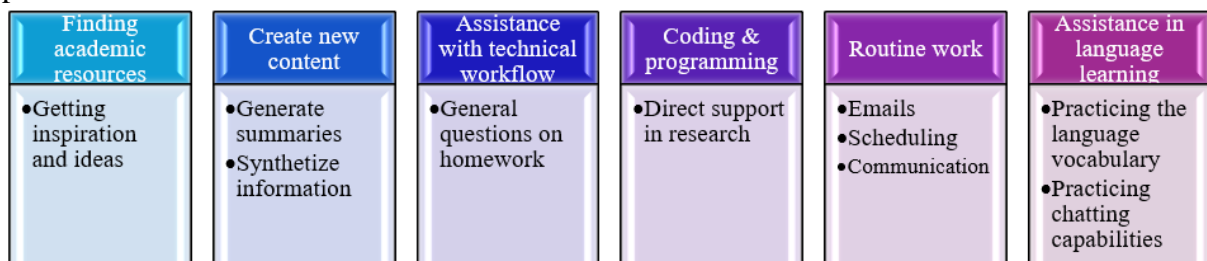 Finding
academic
resources
•Getting
inspiration
and ideas
Create new
content
•Generate
summaries
•Synthetize
information
Assistance
with technical
workflow
•General
questions on
homework
Coding &
programming
•Direct support
in research
Routine work
•Emails
•Scheduling
•Communication
Assistance in
language
learning
•Practicing the
language
vocabulary
•Practicing
chatting
capabilities